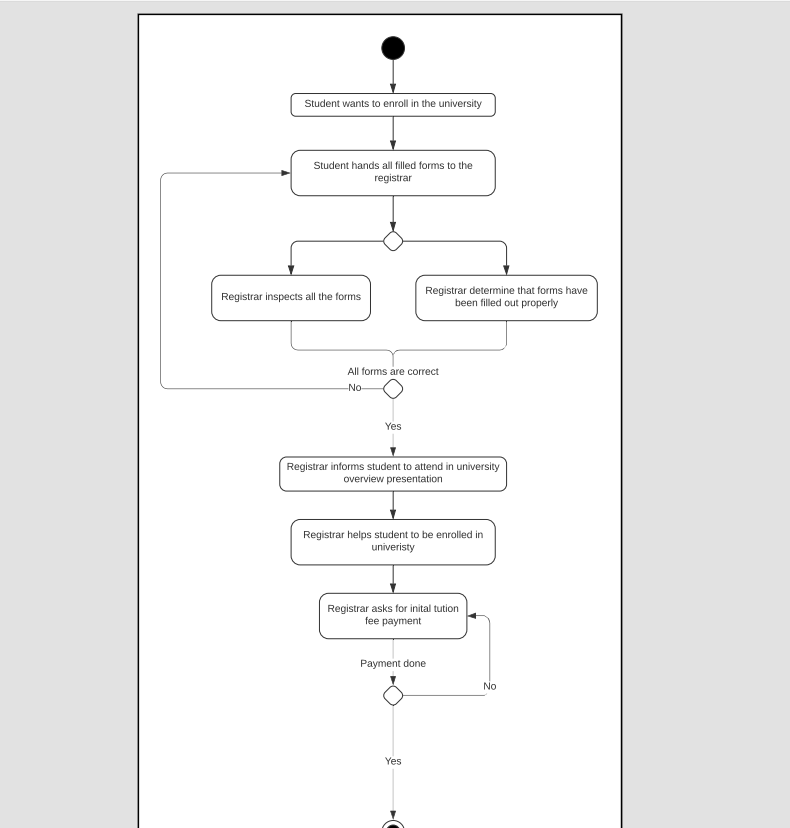 Student wants to enroll in the university
Student hands all filled forms to the
registrar
Registrar inspects all the forms
Registrar determine that forms have
been filled out properly
All forms are correct
No
Yes
Registrar informs student to attend in university
overview presentation
Registrar helps student to be enrolled in
univeristy
Registrar asks for inital tution
fee payment
Payment done
No
Yes